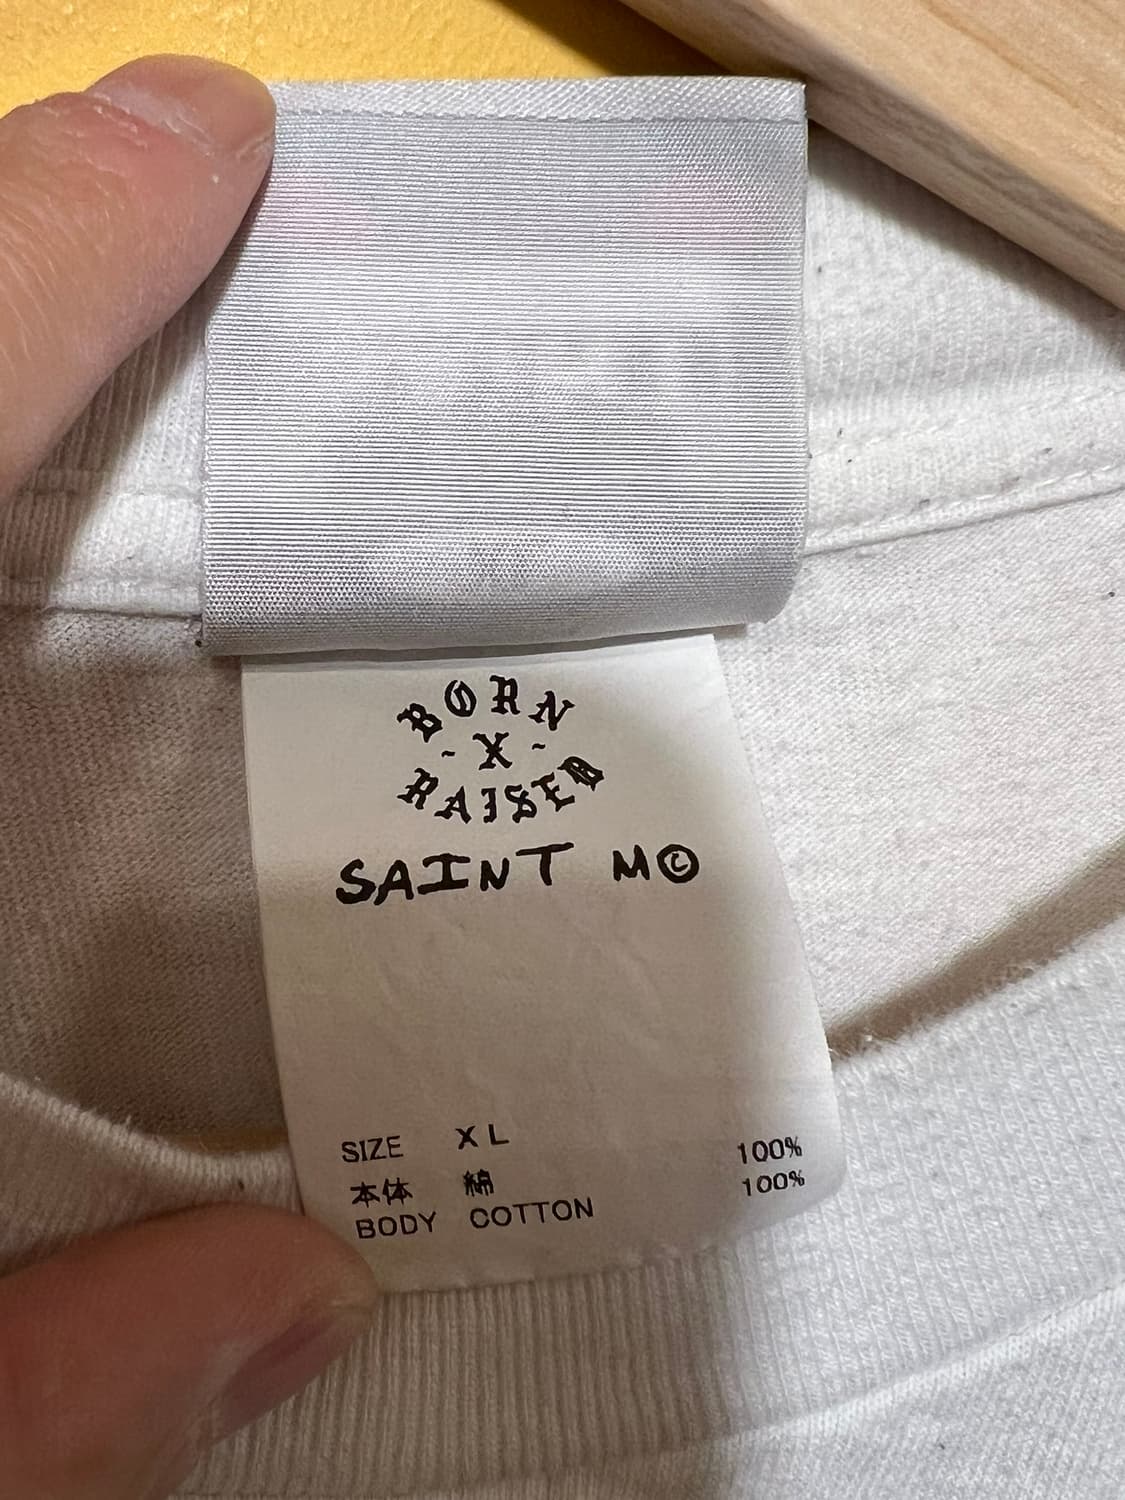 BORN
- X -
RAISED
SAINT M©
SIZE XL 100%
本体 綿 100%
BODY COTTON